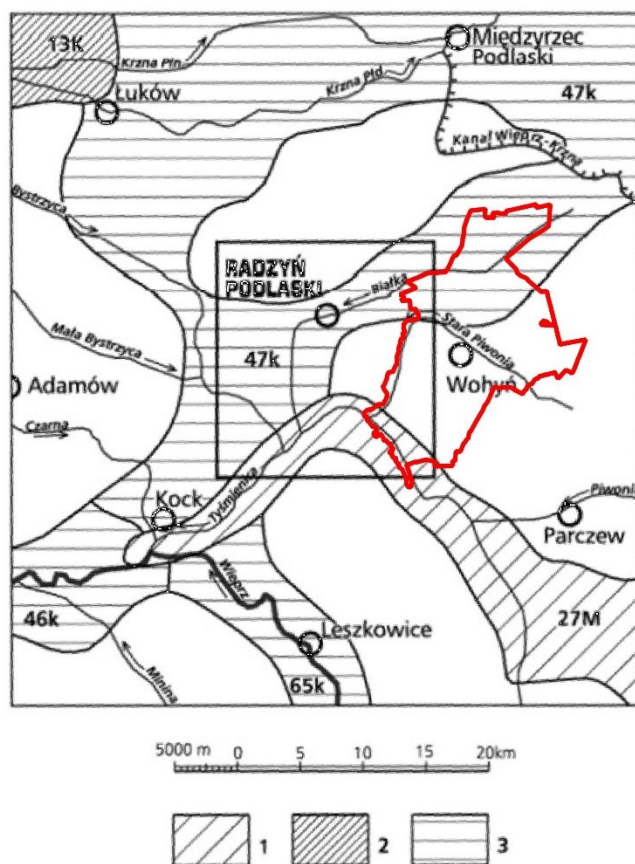 13K
Krzna Płn.
Międzyrzec
Podlaski
Krzna Płd.
Łuków
47k
Kanał Wieprz-Krzna
Bystrzyca
RADZYŃ
PODLASKI
Białka
Stara Piwonia
47k
Mała Bystrzyca
Wohyń
Adamów
Czarna
Tyśmienica
Kock
Piwonia
Parczew
Wieprz
46k
Leszkowice
27M
Minina
65k
5000 m 0 5 10 15 20km
1 2 3